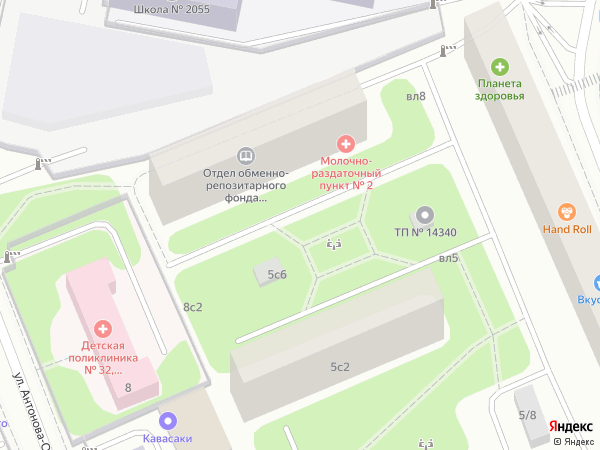 Школа № 2055
Планета
здоровья
вл8
Отдел обменно-
репозитарного
фонда...
Молочно-
раздаточный
пункт № 2
ТП № 14340
Hand Roll
вл5
5с6
8с2
Вкус
Детская
поликлиника
№ 32,...
8
5с2
ул. Антонова-О
Кавасаки
5/8
Яндекс
© Яндекс